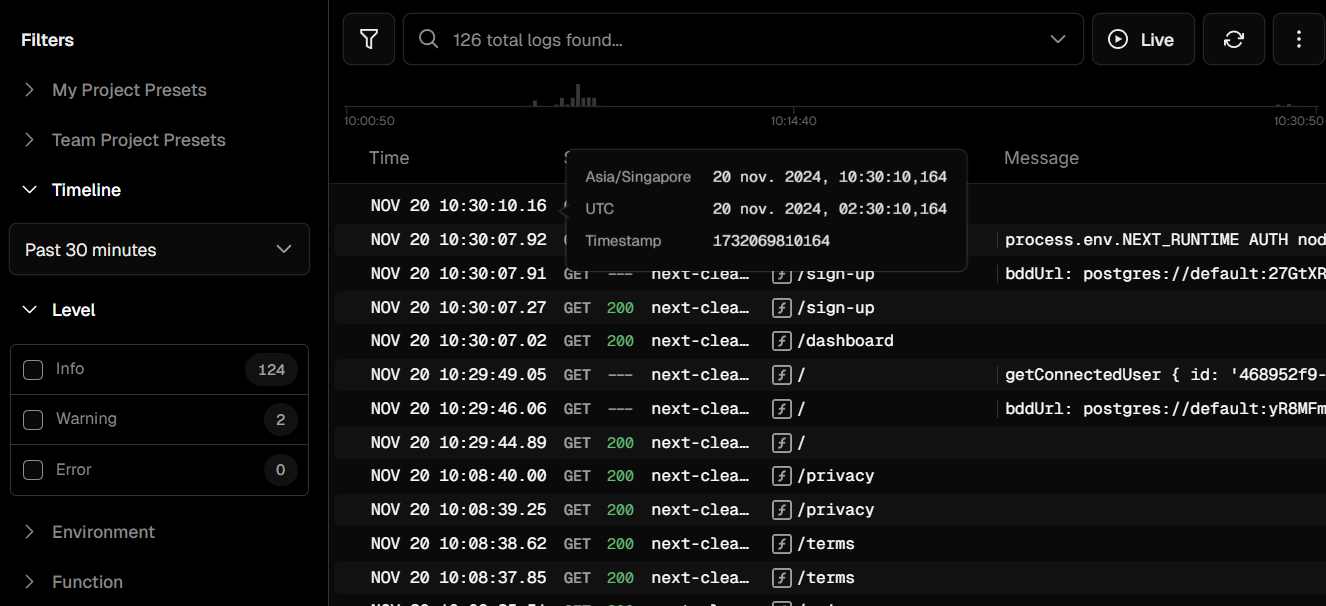 Filters
My Project Presets
Team Project Presets
Timeline
Past 30 minutes
Level
Info 124
Warning 2
Error 0
Environment
Function
126 total logs found...
Live
10:00:50 10:14:40 10:30:50
Time Message
Asia/Singapore 20 nov. 2024, 10:30:10,164
UTC 20 nov. 2024, 02:30:10,164
Timestamp 1732069810164
NOV 20 10:30:10.16
NOV 20 10:30:07.92 process.env.NEXT_RUNTIME AUTH nod
NOV 20 10:30:07.91 GET --- next-clea… /sign-up bddUrl: postgres://default:27GtXR
NOV 20 10:30:07.27 GET 200 next-clea… /sign-up
NOV 20 10:30:07.02 GET 200 next-clea… /dashboard
NOV 20 10:29:49.05 GET --- next-clea… / getConnectedUser { id: '468952f9-
NOV 20 10:29:46.06 GET --- next-clea… / bddUrl: postgres://default:yR8MFm
NOV 20 10:29:44.89 GET 200 next-clea… /
NOV 20 10:08:40.00 GET 200 next-clea… /privacy
NOV 20 10:08:39.25 GET 200 next-clea… /privacy
NOV 20 10:08:38.62 GET 200 next-clea… /terms
NOV 20 10:08:37.85 GET 200 next-clea… /terms